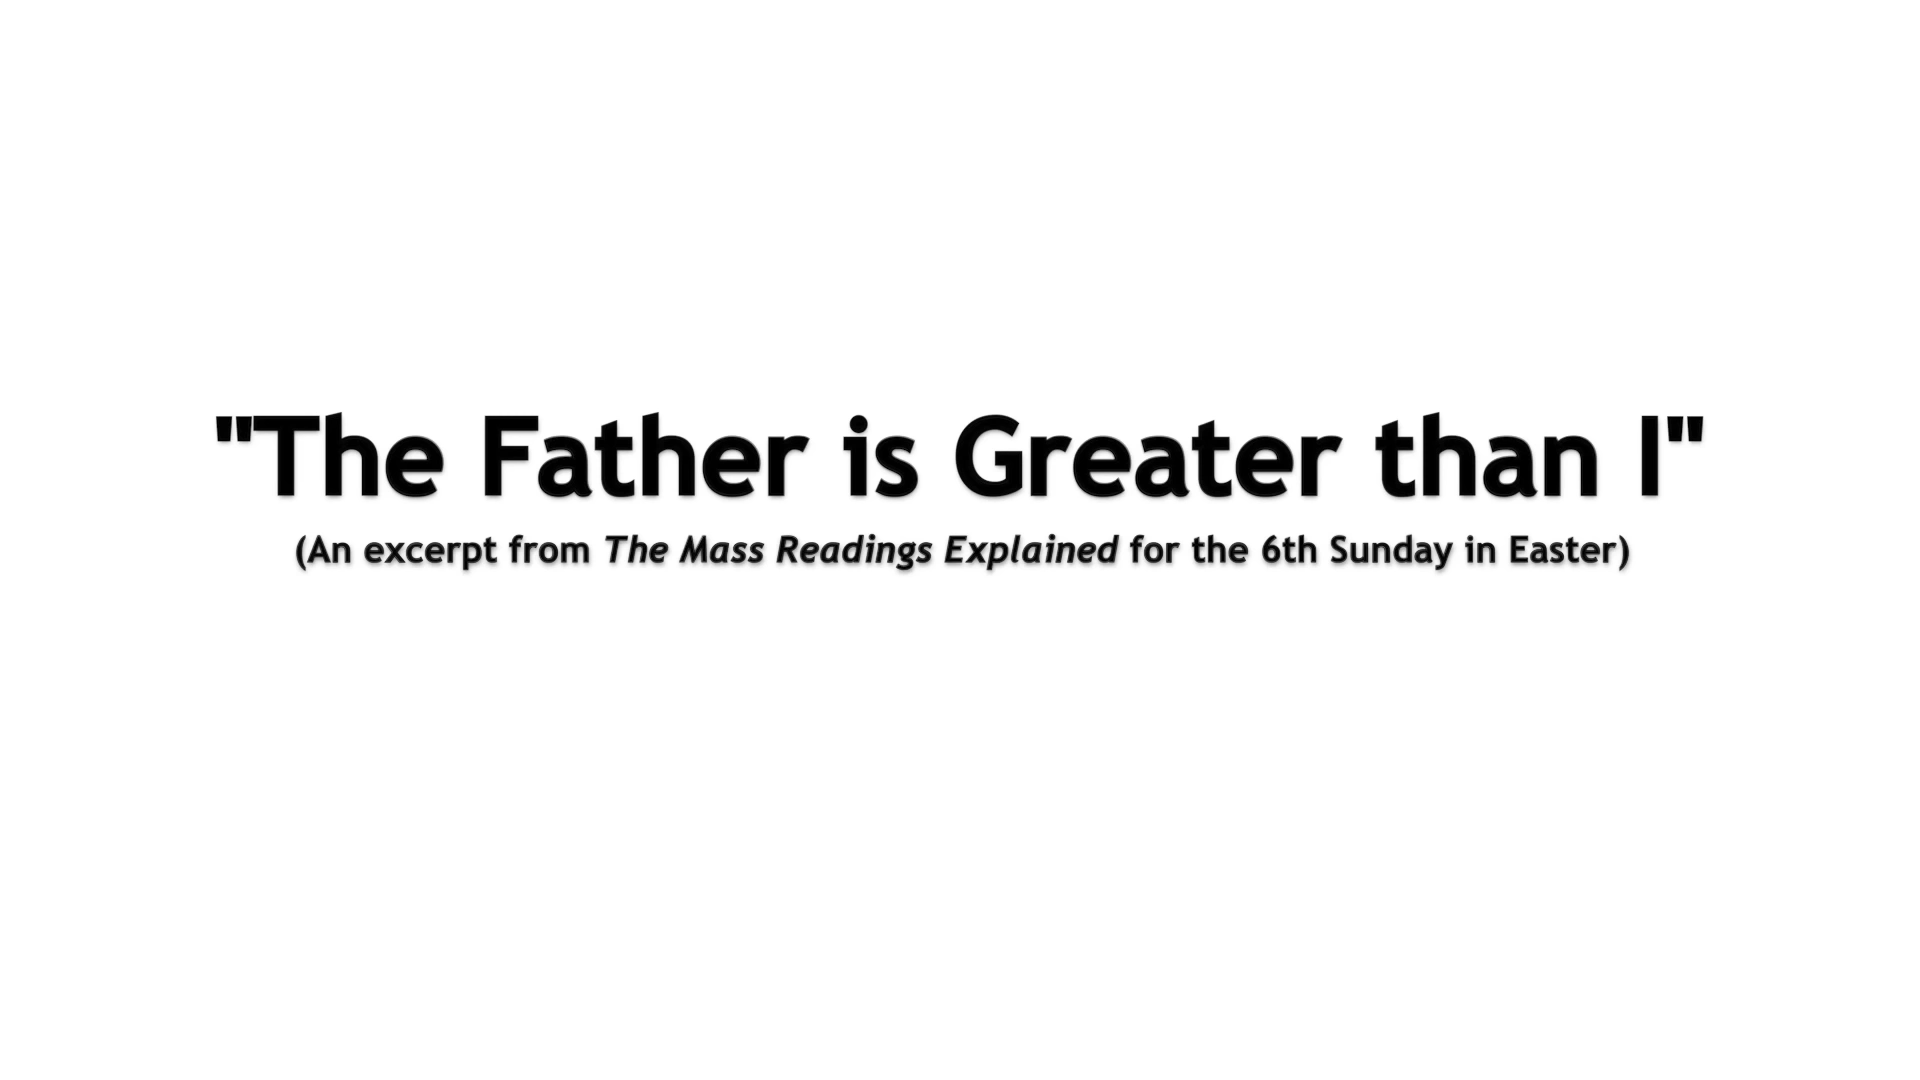 "The Father is Greater than I"
(An excerpt from The Mass Readings Explained for the 6th Sunday in Easter)